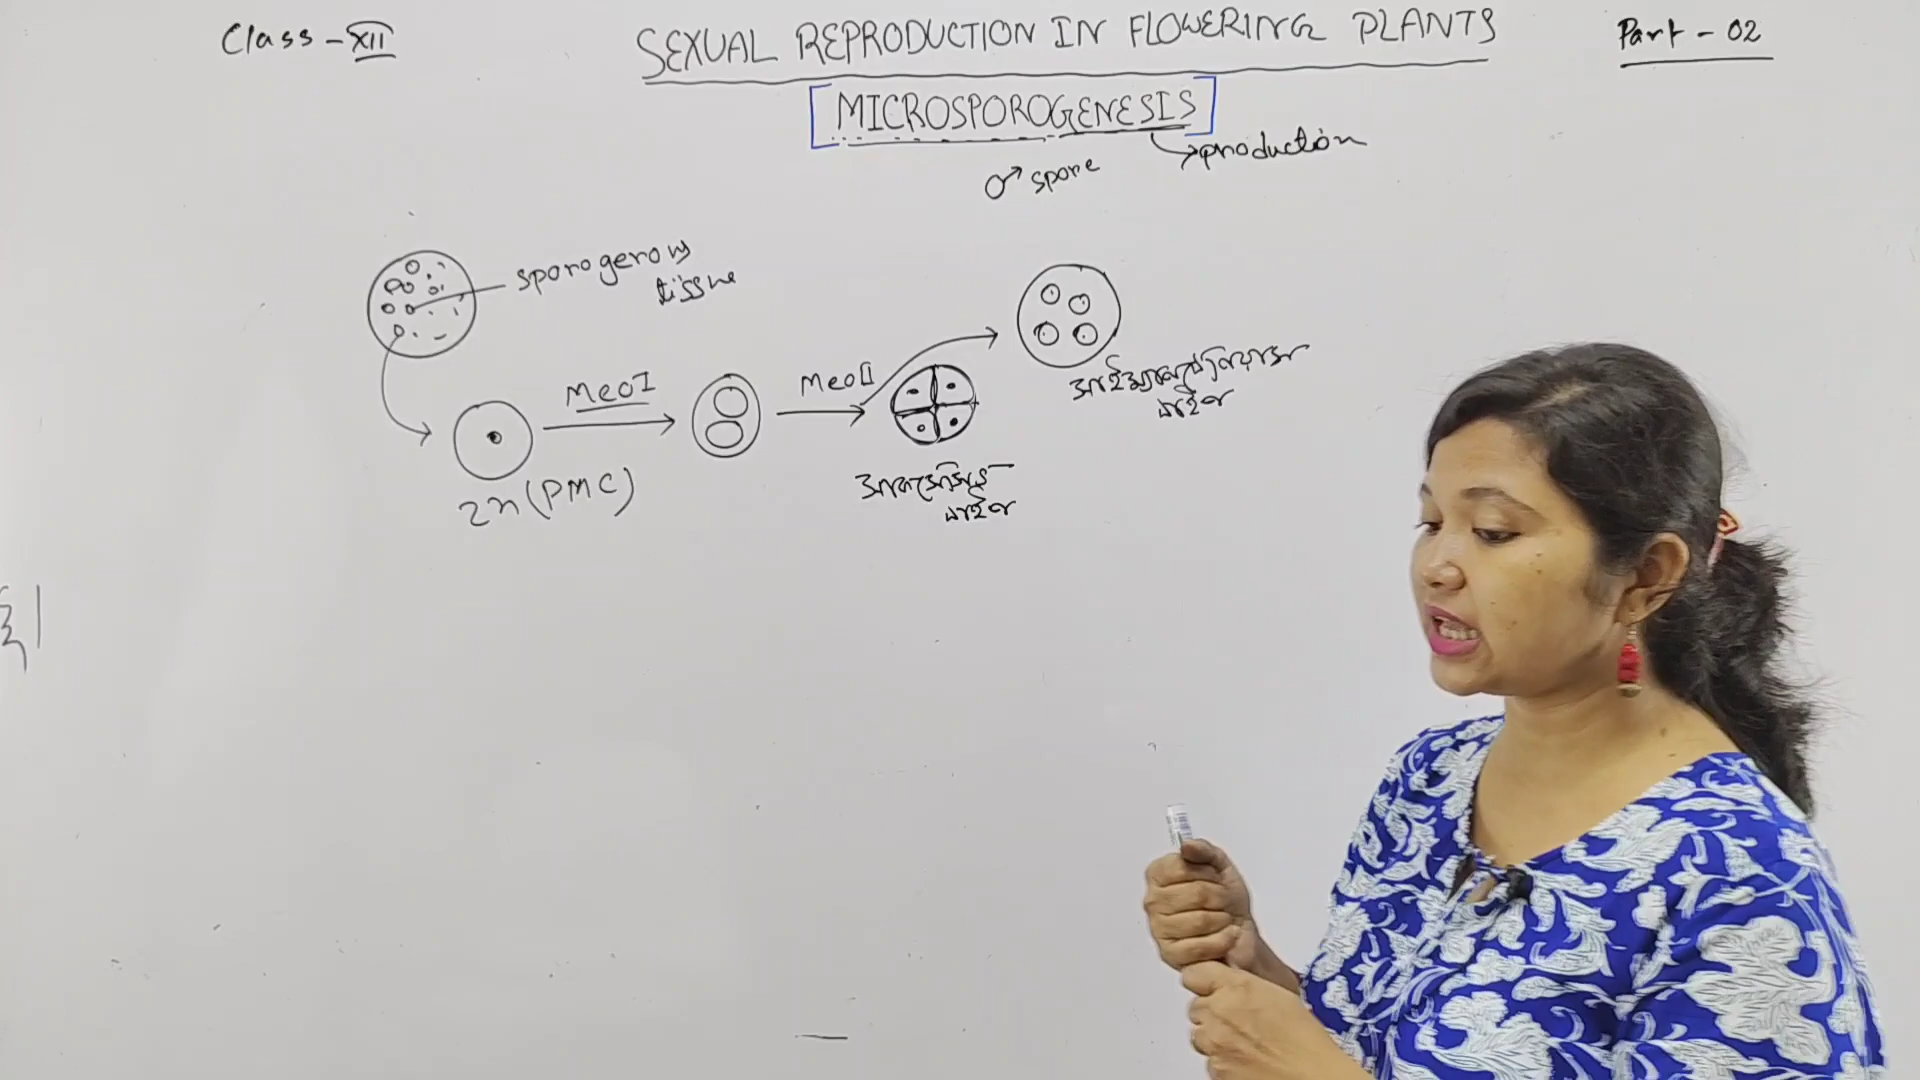 Class - XII
SEXUAL REPRODUCTION IN FLOWERING PLANTS
Part - 02
MICROSPOROGENESIS
production
♂ spore
sporogenous
tissue
MeoI
MeoII
2n (PMC)